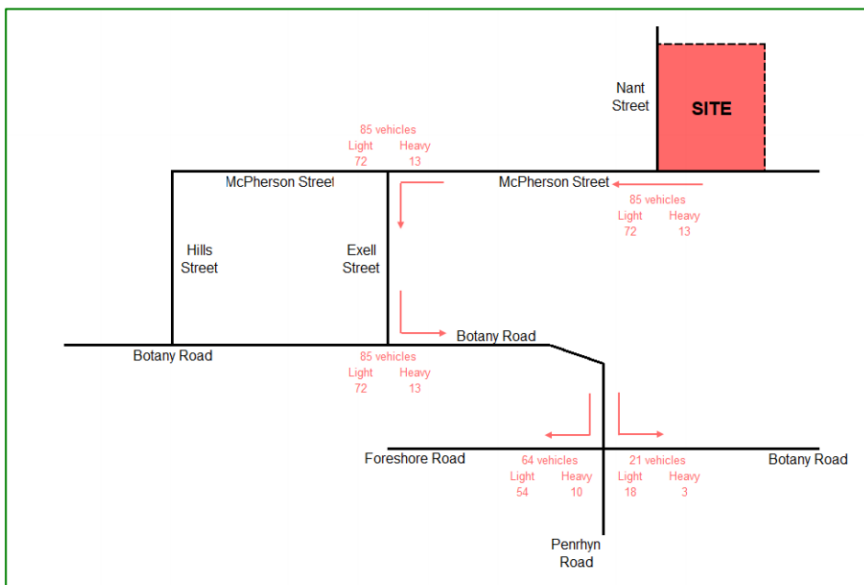 Nant
Street
SITE
85 vehicles
Light Heavy
72 13
McPherson Street
McPherson Street
85 vehicles
Light Heavy
72 13
Hills
Street
Exell
Street
Botany Road
Botany Road
85 vehicles
Light Heavy
72 13
Foreshore Road
64 vehicles
Light Heavy
54 10
21 vehicles
Light Heavy
18 3
Botany Road
Penrhyn
Road